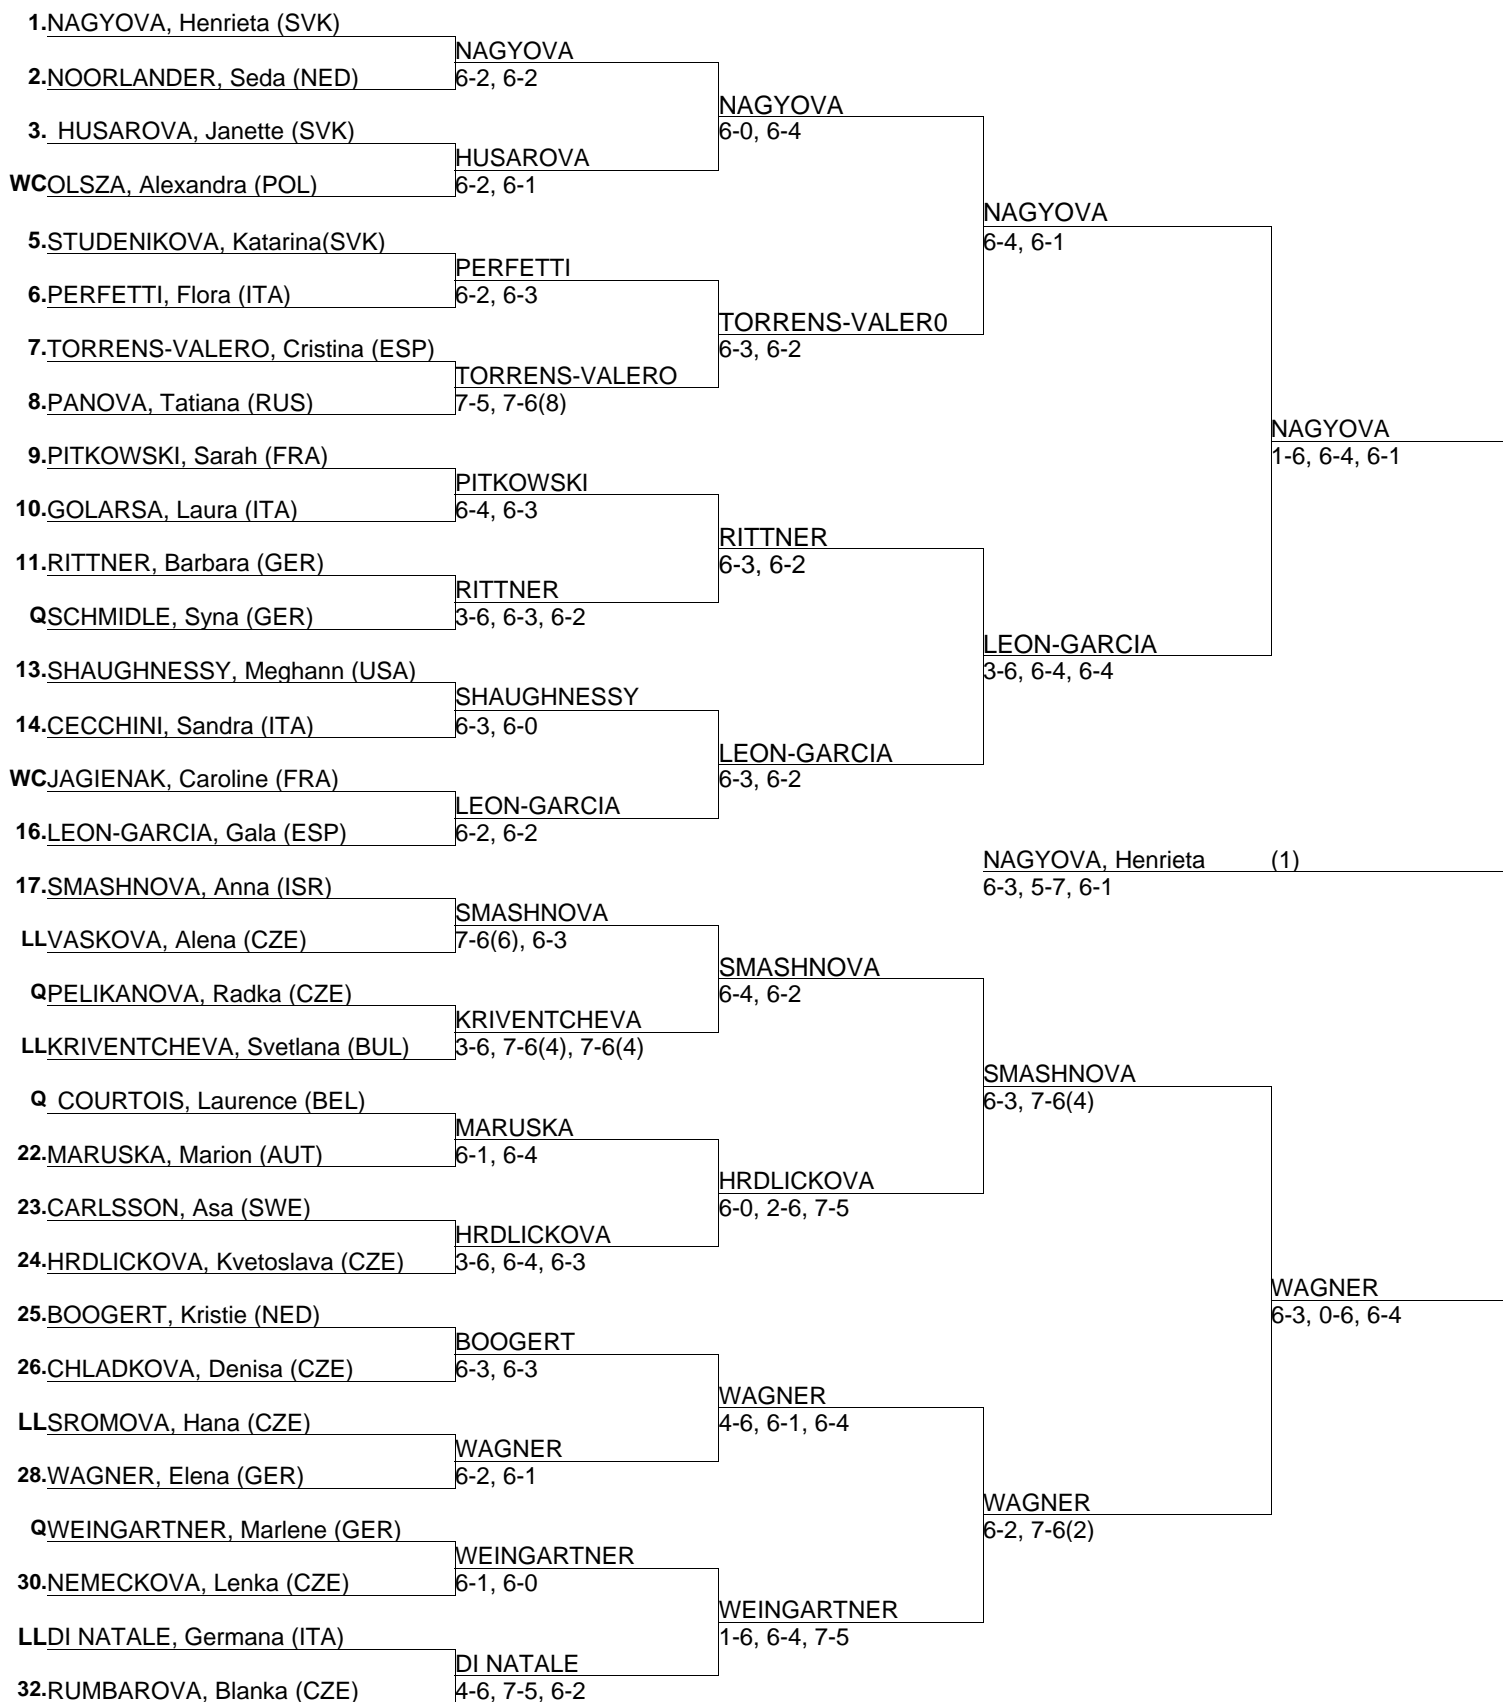 1.NAGYOVA, Henrieta (SVK)
NAGYOVA
2.NOORLANDER, Seda (NED)
6-2, 6-2
NAGYOVA
3. HUSAROVA, Janette (SVK)
6-0, 6-4
HUSAROVA
WCOLSZA, Alexandra (POL)
6-2, 6-1
NAGYOVA
5.STUDENIKOVA, Katarina(SVK)
6-4, 6-1
PERFETTI
6.PERFETTI, Flora (ITA)
6-2, 6-3
TORRENS-VALER0
7.TORRENS-VALERO, Cristina (ESP)
6-3, 6-2
TORRENS-VALERO
8.PANOVA, Tatiana (RUS)
7-5, 7-6(8)
NAGYOVA
9.PITKOWSKI, Sarah (FRA)
1-6, 6-4, 6-1
PITKOWSKI
10.GOLARSA, Laura (ITA)
6-4, 6-3
RITTNER
11.RITTNER, Barbara (GER)
6-3, 6-2
RITTNER
QSCHMIDLE, Syna (GER)
3-6, 6-3, 6-2
LEON-GARCIA
13.SHAUGHNESSY, Meghann (USA)
3-6, 6-4, 6-4
SHAUGHNESSY
14.CECCHINI, Sandra (ITA)
6-3, 6-0
LEON-GARCIA
WCJAGIENAK, Caroline (FRA)
6-3, 6-2
LEON-GARCIA
16.LEON-GARCIA, Gala (ESP)
6-2, 6-2
NAGYOVA, Henrieta (1)
17.SMASHNOVA, Anna (ISR)
6-3, 5-7, 6-1
SMASHNOVA
LLVASKOVA, Alena (CZE)
7-6(6), 6-3
SMASHNOVA
QPELIKANOVA, Radka (CZE)
6-4, 6-2
KRIVENTCHEVA
LLKRIVENTCHEVA, Svetlana (BUL)
3-6, 7-6(4), 7-6(4)
SMASHNOVA
Q COURTOIS, Laurence (BEL)
6-3, 7-6(4)
MARUSKA
22.MARUSKA, Marion (AUT)
6-1, 6-4
HRDLICKOVA
23.CARLSSON, Asa (SWE)
6-0, 2-6, 7-5
HRDLICKOVA
24.HRDLICKOVA, Kvetoslava (CZE)
3-6, 6-4, 6-3
WAGNER
25.BOOGERT, Kristie (NED)
6-3, 0-6, 6-4
BOOGERT
26.CHLADKOVA, Denisa (CZE)
6-3, 6-3
WAGNER
LLSROMOVA, Hana (CZE)
4-6, 6-1, 6-4
WAGNER
28.WAGNER, Elena (GER)
6-2, 6-1
WAGNER
QWEINGARTNER, Marlene (GER)
6-2, 7-6(2)
WEINGARTNER
30.NEMECKOVA, Lenka (CZE)
6-1, 6-0
WEINGARTNER
LLDI NATALE, Germana (ITA)
1-6, 6-4, 7-5
DI NATALE
32.RUMBAROVA, Blanka (CZE)
4-6, 7-5, 6-2